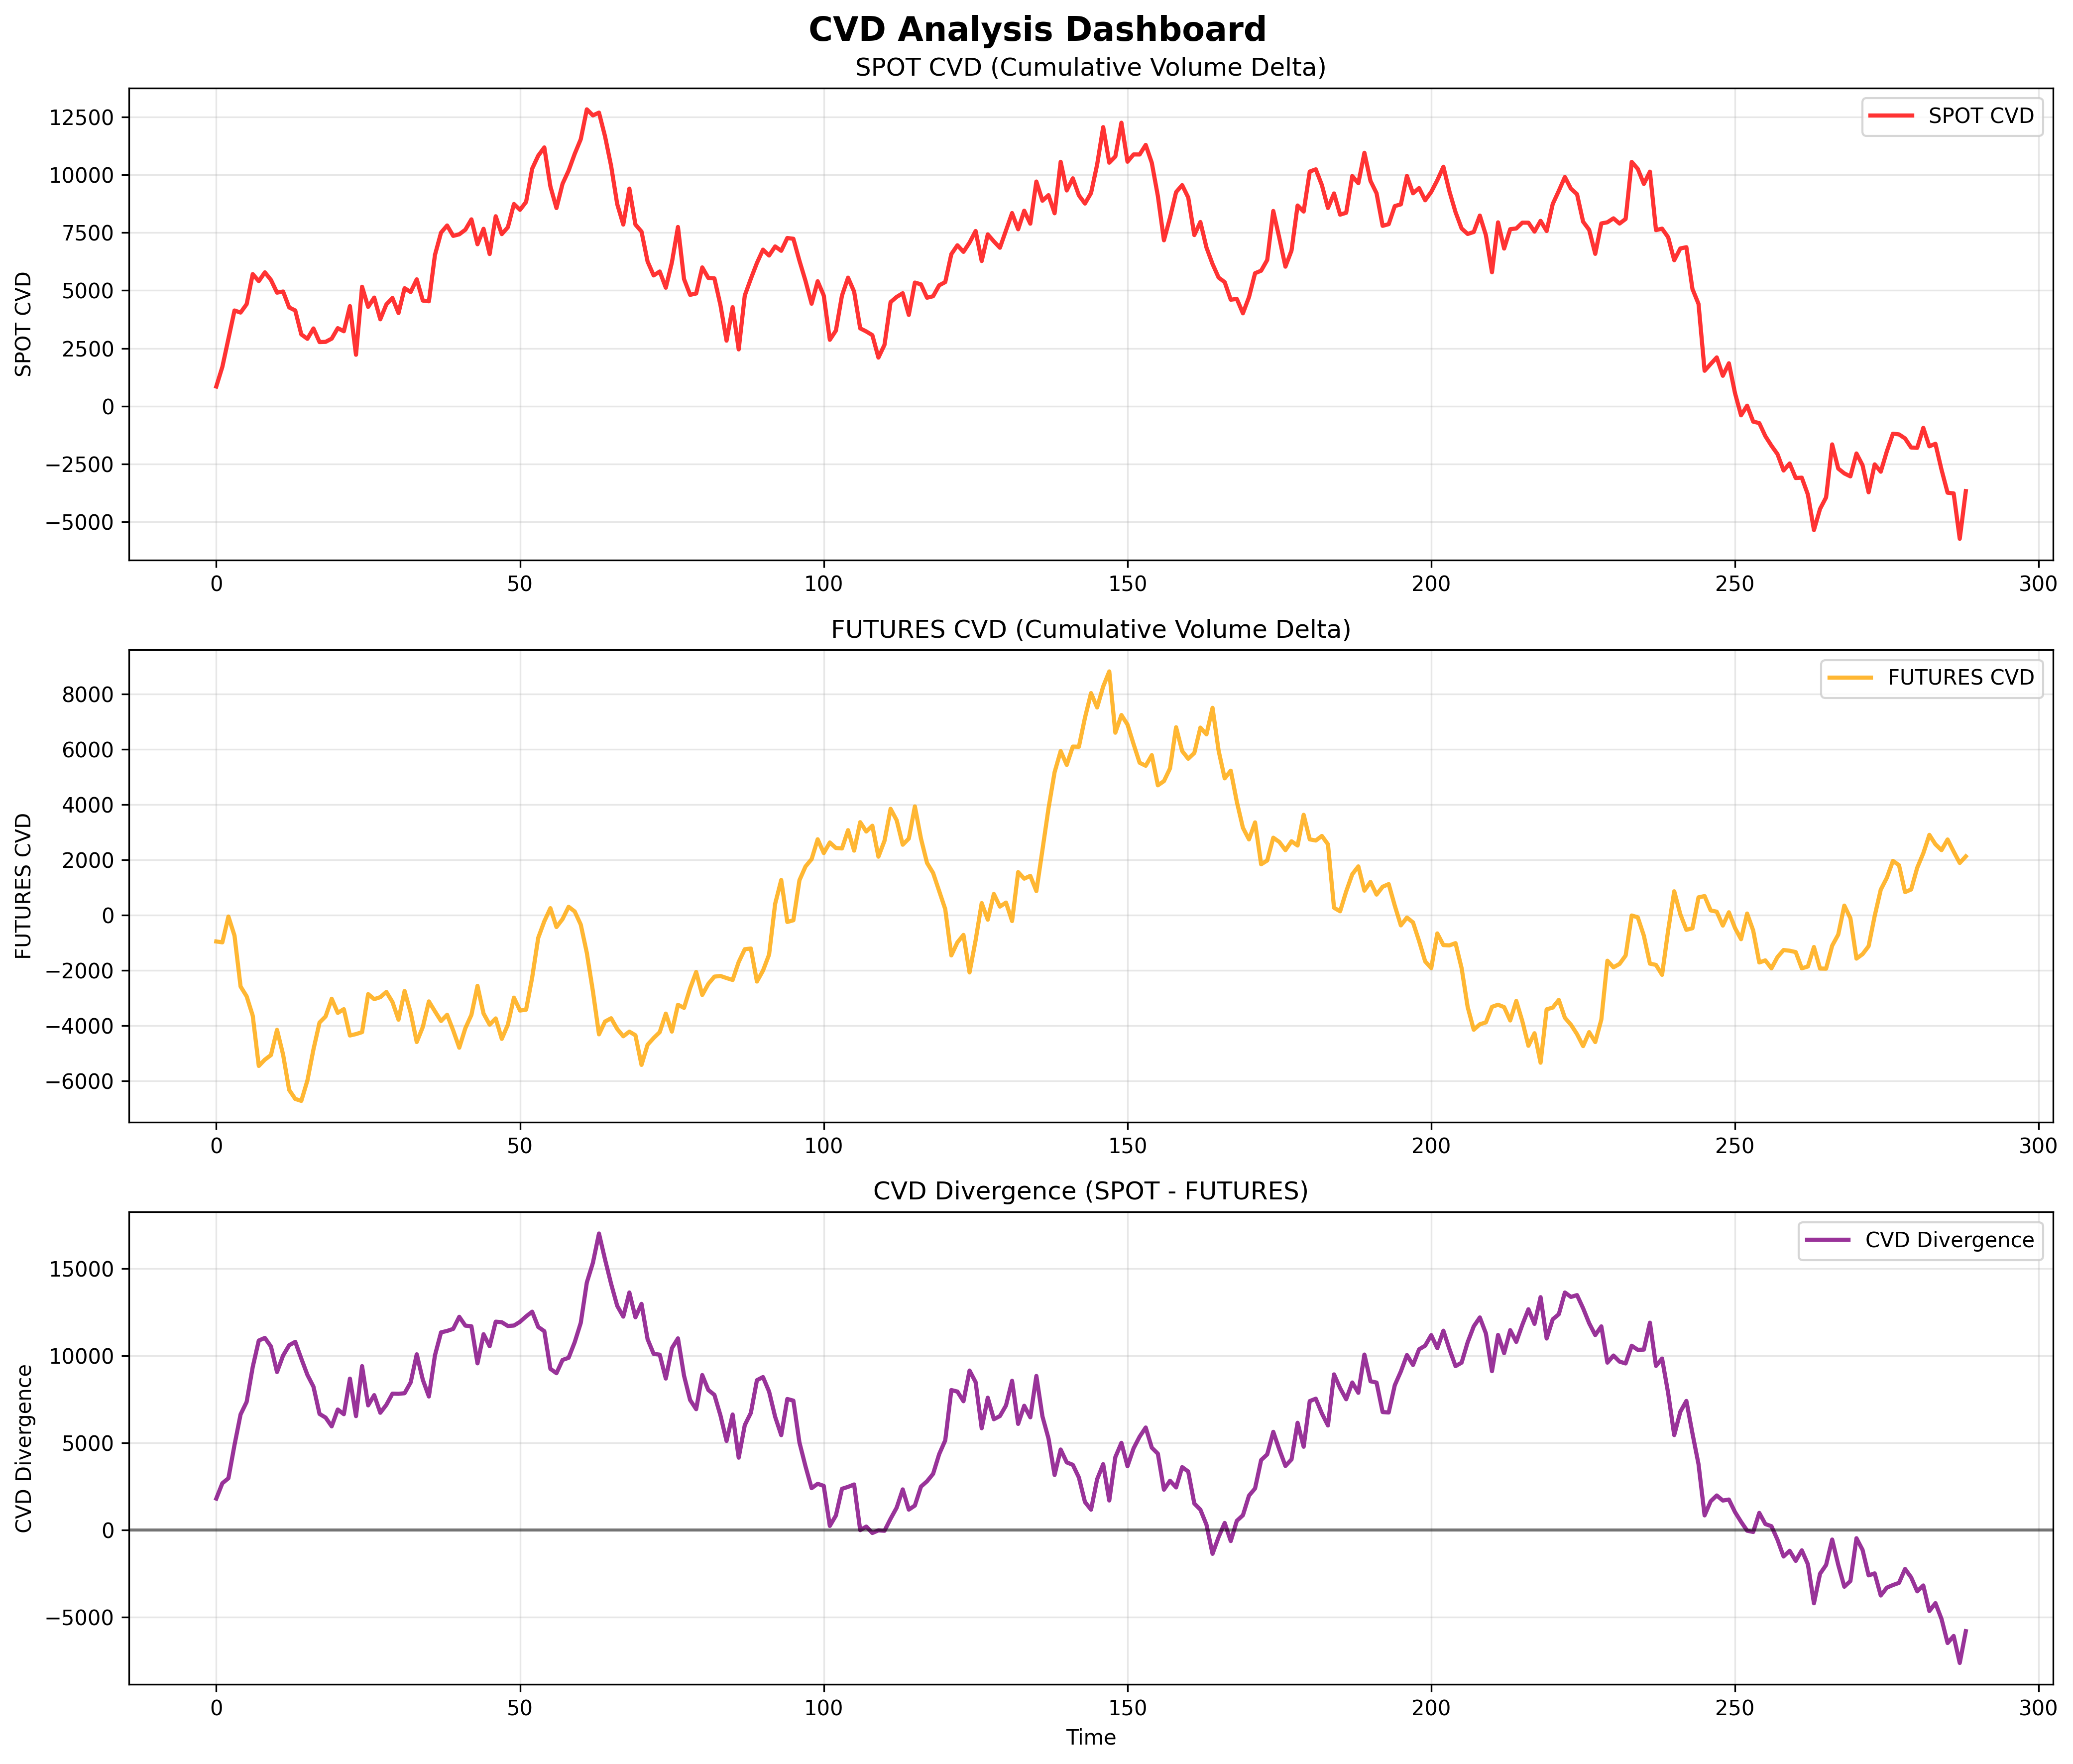 CVD Analysis Dashboard
SPOT CVD (Cumulative Volume Delta)
SPOT CVD
12500
10000
7500
5000
2500
0
−2500
−5000
SPOT CVD
0 50 100 150 200 250 300
FUTURES CVD (Cumulative Volume Delta)
FUTURES CVD
8000
6000
4000
2000
0
−2000
−4000
−6000
FUTURES CVD
0 50 100 150 200 250 300
CVD Divergence (SPOT - FUTURES)
CVD Divergence
15000
10000
5000
0
−5000
CVD Divergence
0 50 100 150 200 250 300
Time